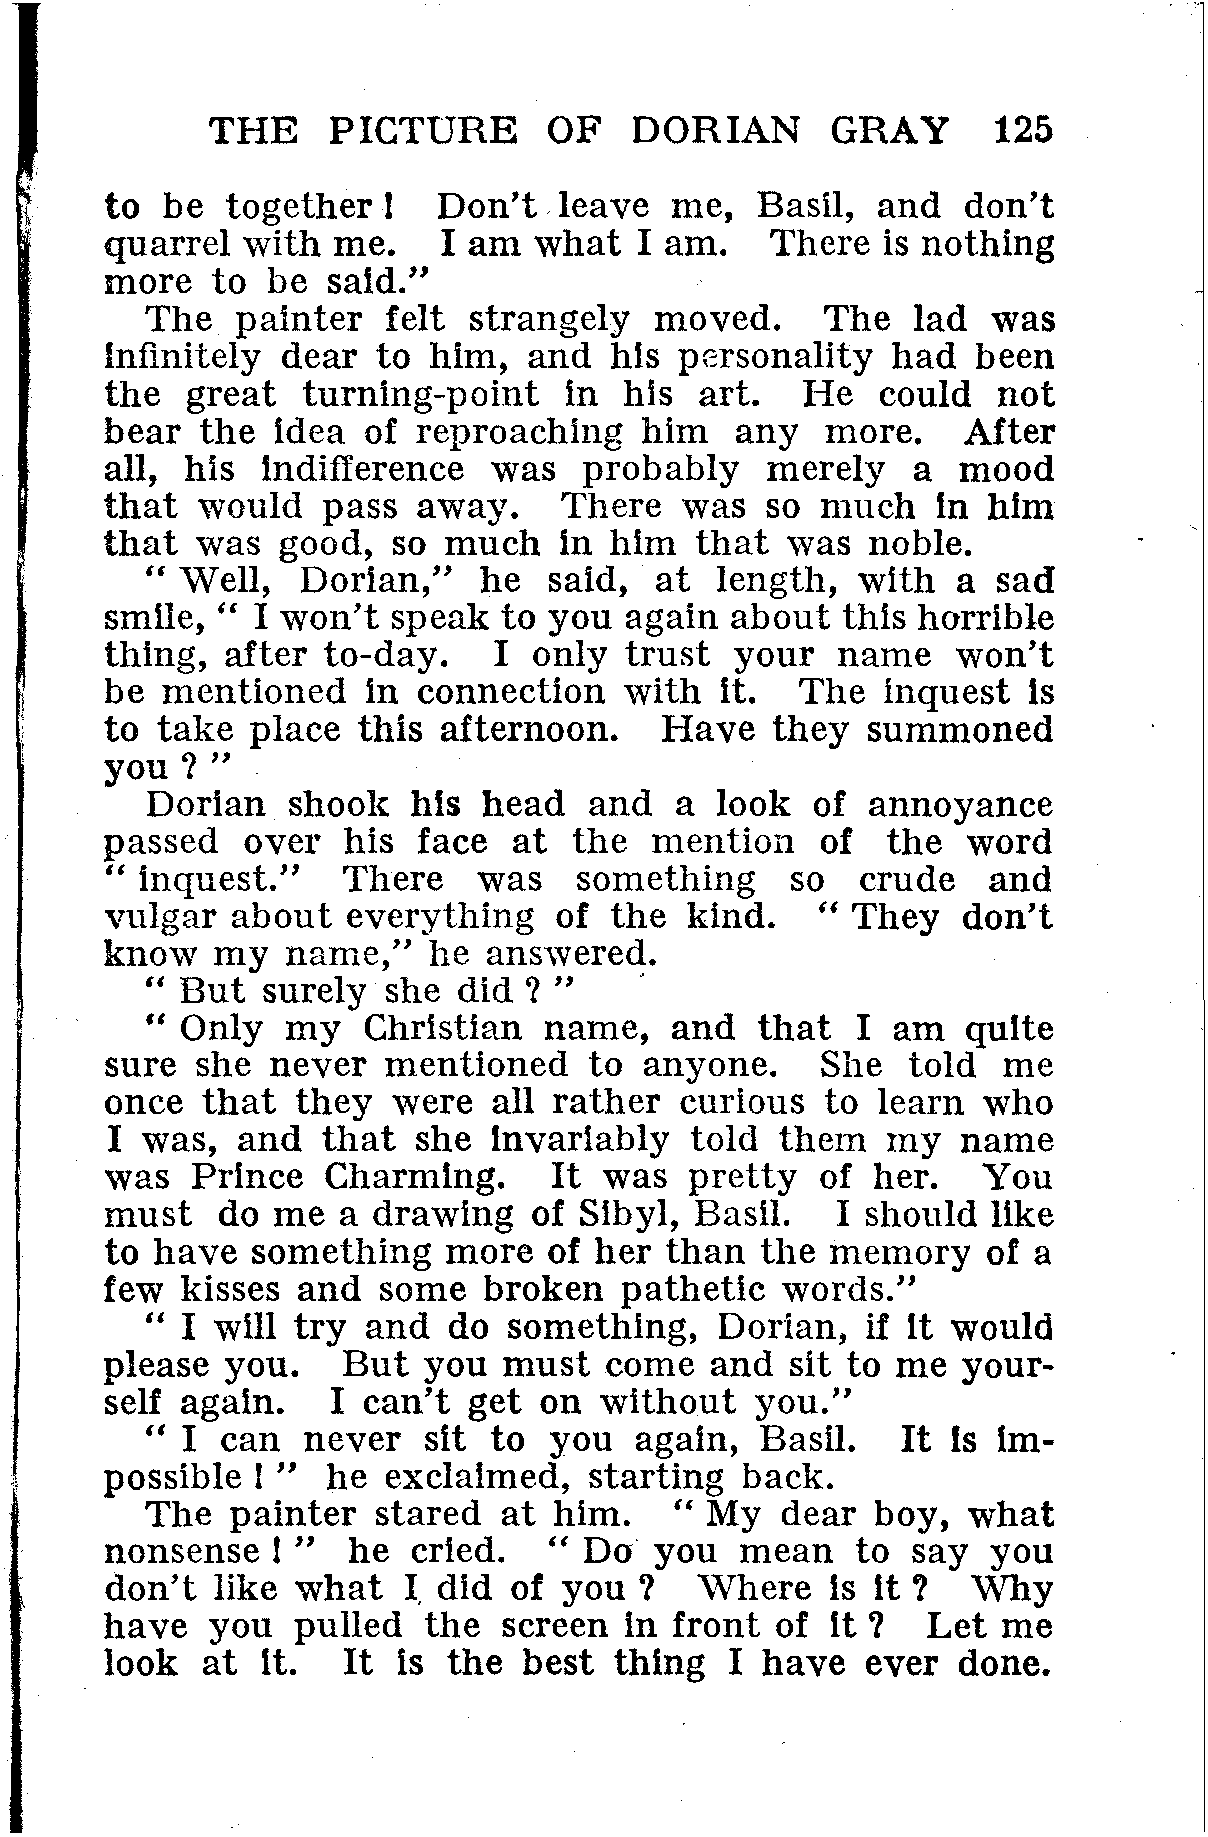 THE PICTURE OF DORIAN GRAY 125
to be together! Don't leave me, Basil, and don't
quarrel with me. I am what I am. There is nothing
more to be said."
The painter felt strangely moved. The lad was
infinitely dear to him, and his personality had been
the great turning-point in his art. He could not
bear the idea of reproaching him any more. After
all, his indifference was probably merely a mood
that would pass away. There was so much in him
that was good, so much in him that was noble.
"Well, Dorian," he said, at length, with a sad
smile, "I won't speak to you again about this horrible
thing, after to-day. I only trust your name won't
be mentioned in connection with it. The inquest is
to take place this afternoon. Have they summoned
you?"
Dorian shook his head and a look of annoyance
passed over his face at the mention of the word
"inquest." There was something so crude and
vulgar about everything of the kind. "They don't
know my name," he answered.
"But surely she did?"
"Only my Christian name, and that I am quite
sure she never mentioned to anyone. She told me
once that they were all rather curious to learn who
I was, and that she invariably told them my name
was Prince Charming. It was pretty of her. You
must do me a drawing of Sibyl, Basil. I should like
to have something more of her than the memory of a
few kisses and some broken pathetic words."
"I will try and do something, Dorian, if it would
please you. But you must come and sit to me your-
self again. I can't get on without you."
"I can never sit to you again, Basil. It is im-
possible!" he exclaimed, starting back.
The painter stared at him. "My dear boy, what
nonsense!" he cried. "Do you mean to say you
don't like what I did of you? Where is it? Why
have you pulled the screen in front of it? Let me
look at it. It is the best thing I have ever done.